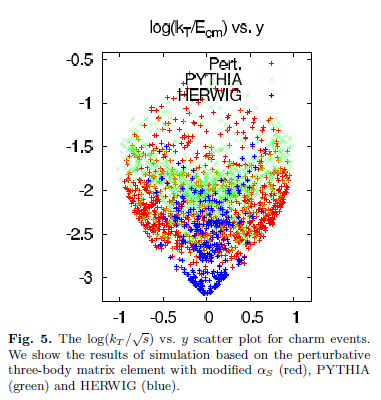 log(kT/Ecm) vs. y
-0.5
Pert.
PYTHIA
HERWIG
-1
-1.5
-2
-2.5
-3
-1 -0.5 0 0.5 1
Fig. 5. The log(kT/√s) vs. y scatter plot for charm events.
We show the results of simulation based on the perturbative
three-body matrix element with modified αS (red), PYTHIA
(green) and HERWIG (blue).